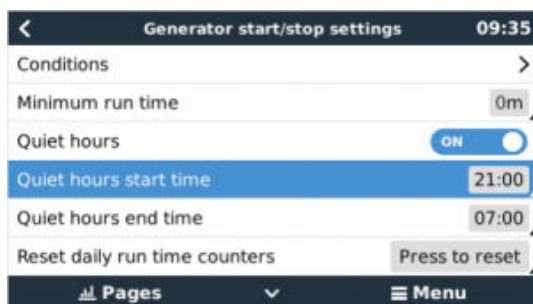 Generator start/stop settings 09:35
Conditions
Minimum run time 0m
Quiet hours ON
Quiet hours start time 21:00
Quiet hours end time 07:00
Reset daily run time counters Press to reset
Pages Menu